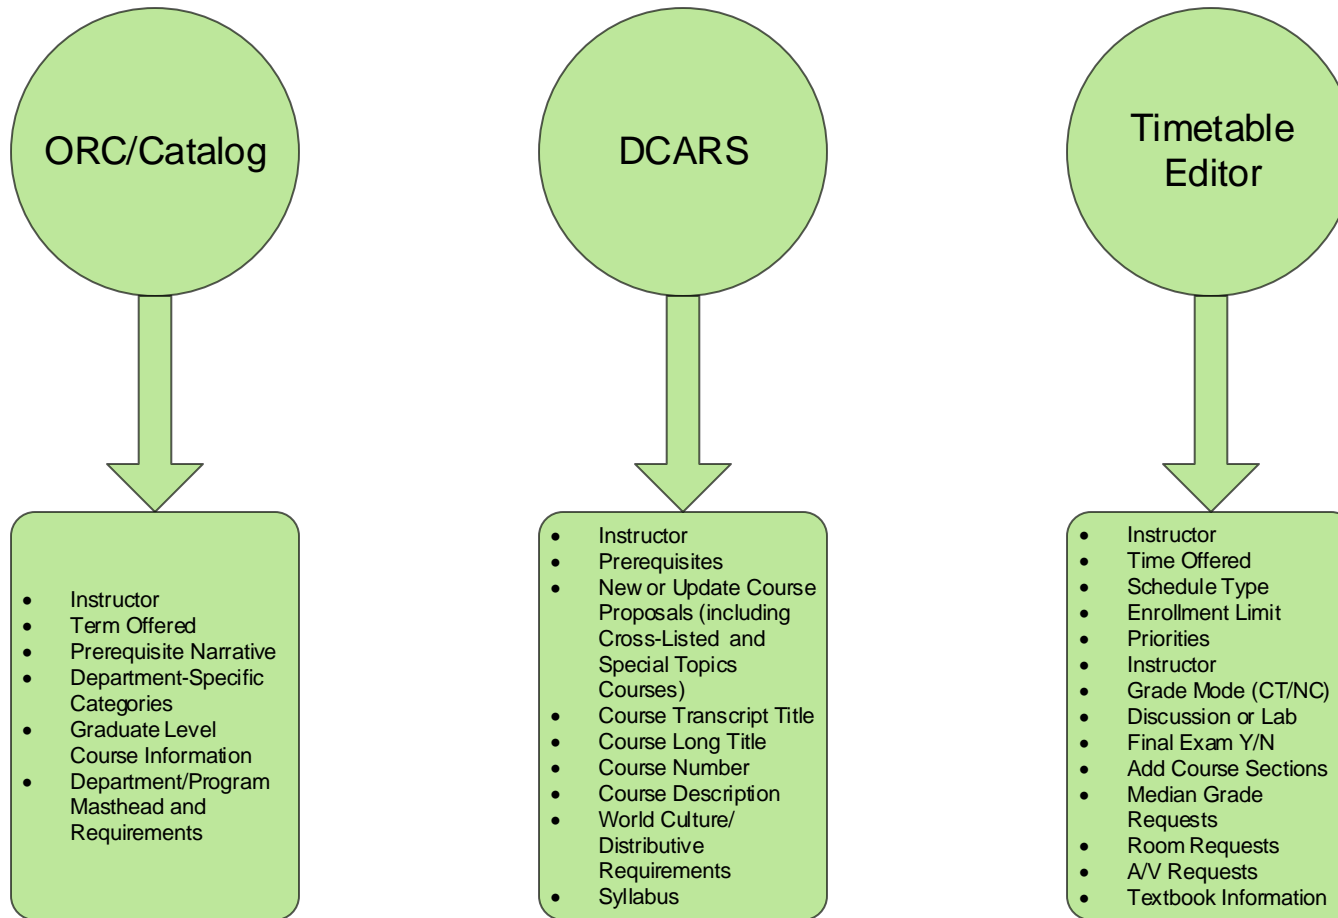 ORC/Catalog
• Instructor
• Term Offered
• Prerequisite Narrative
• Department-Specific
Categories
• Graduate Level
Course Information
• Department/Program
Masthead and
Requirements
DCARS
• Instructor
• Prerequisites
• New or Update Course
Proposals (including
Cross-Listed and
Special Topics
Courses)
• Course Transcript Title
• Course Long Title
• Course Number
• Course Description
• World Culture/
Distributive
Requirements
• Syllabus
Timetable
Editor
• Instructor
• Time Offered
• Schedule Type
• Enrollment Limit
• Priorities
• Instructor
• Grade Mode (CT/NC)
• Discussion or Lab
• Final Exam Y/N
• Add Course Sections
• Median Grade
Requests
• Room Requests
• A/V Requests
• Textbook Information